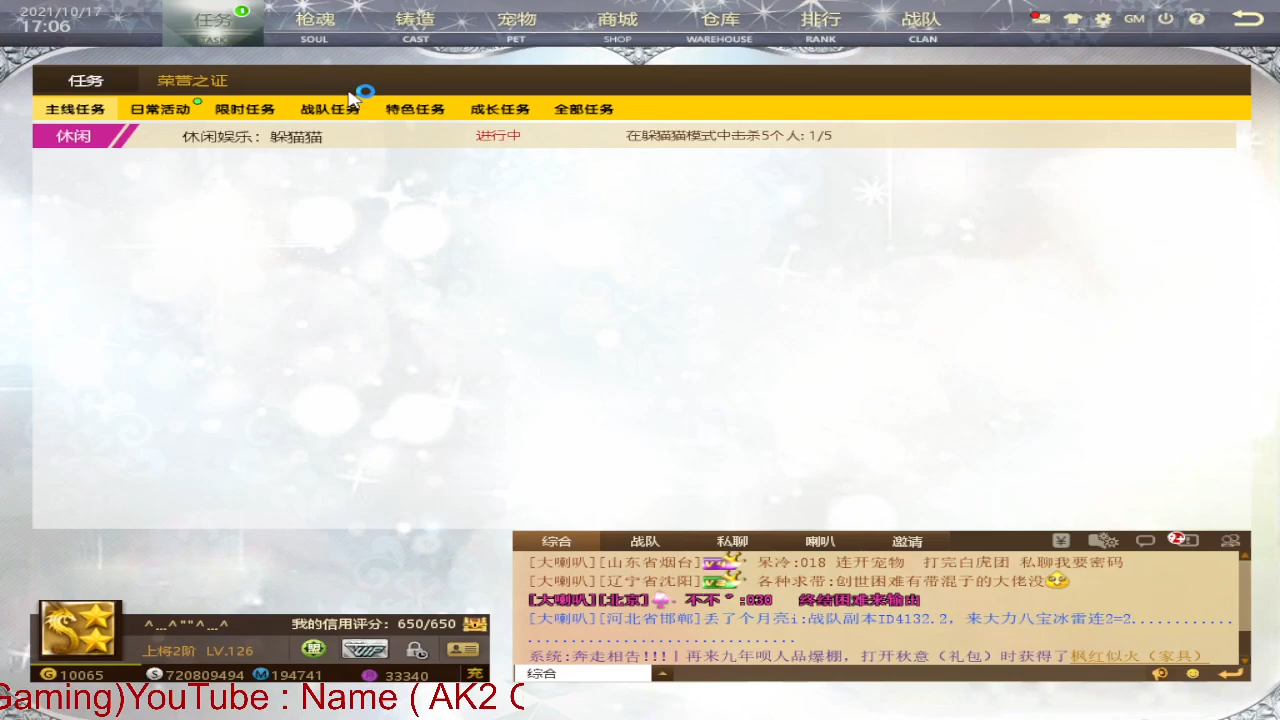 2021/10/17
17:06
任务 枪魂 铸造 宠物 商城 仓库 排行 战队
TASK SOUL CAST PET SHOP WAREHOUSE RANK CLAN
GM
任务 荣誉之证
主线任务 日常活动 限时任务 战队任务 特色任务 成长任务 全部任务
休闲 休闲娱乐：躲猫猫 进行中 在躲猫猫模式中击杀5个人: 1/5
综合 战队 私聊 喇叭 邀请
[大喇叭][山东省烟台] 呆冷:018 连开宠物 打完白虎团 私聊我要密码
[大喇叭][辽宁省沈阳] 各种求带:创世困难有带混子的大佬没
[大喇叭][北京] 不不 :030 终结困难来输出
[大喇叭][河北省邯郸]丢了个月亮i:战队副本ID4132.2，来大力八宝冰雷连2=2............
............................
系统:奔走相告!!!| 再来九年呗人品爆棚，打开秋意（礼包）时获得了枫红似火（家具）
综合
^_^""^_^ 我的信用评分：650/650
上将2阶 LV.126 盟 VIP
G 10065 S 720809494 M 194741 33340 充
Gaming)YouTube : Name ( AK2 G